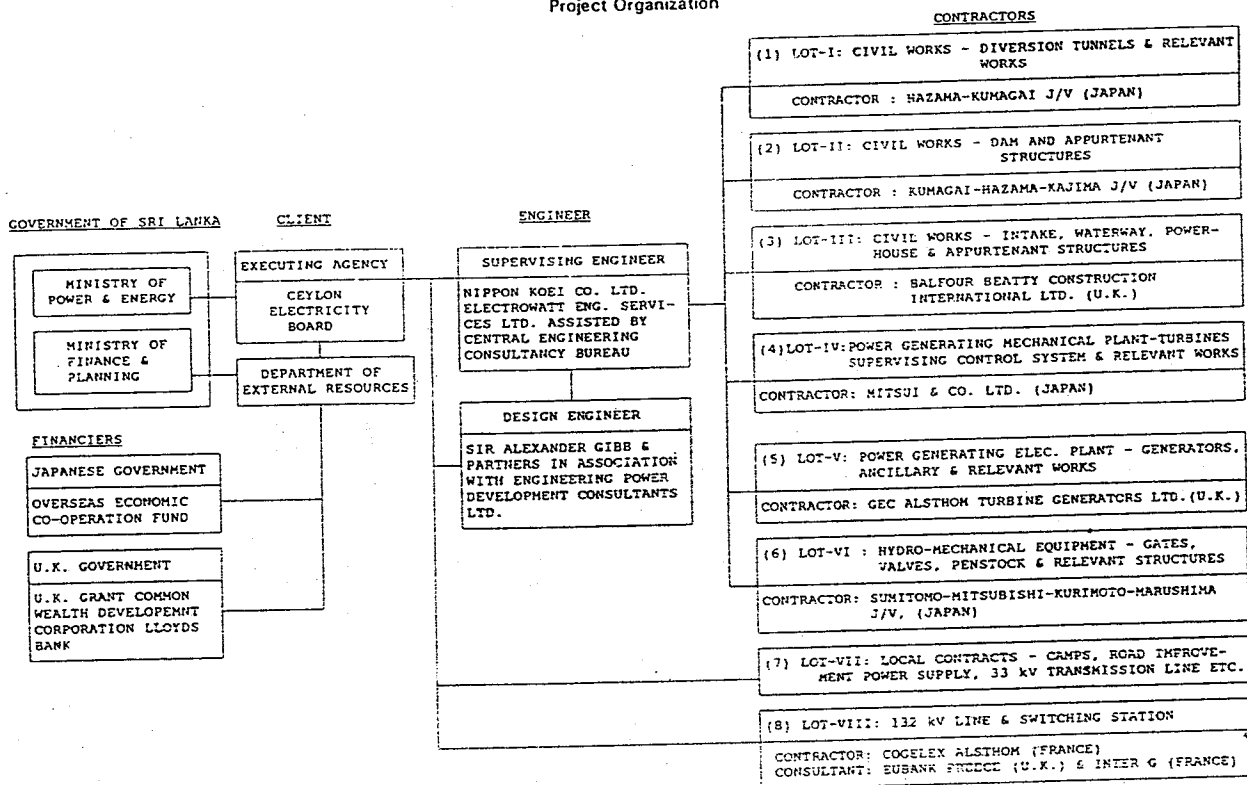 Project Organization
GOVERNMENT OF SRI LANKA
MINISTRY OF
POWER & ENERGY
MINISTRY OF
FINANCE &
PLANNING
CLIENT
EXECUTING AGENCY
CEYLON
ELECTRICITY
BOARD
DEPARTMENT OF
EXTERNAL RESOURCES
FINANCIERS
JAPANESE GOVERNMENT
OVERSEAS ECONOMIC
CO-OPERATION FUND
U.K. GOVERNMENT
U.K. GRANT COMMON
WEALTH DEVELOPEMNT
CORPORATION LLOYDS
BANK
ENGINEER
SUPERVISING ENGINEER
NIPPON KOEI CO. LTD.
ELECTROWATT ENG. SERVI-
CES LTD. ASSISTED BY
CENTRAL ENGINEERING
CONSULTANCY BUREAU
DESIGN ENGINEER
SIR ALEXANDER GIBB &
PARTNERS IN ASSOCIATION
WITH ENGINEERING POWER
DEVELOPMENT CONSULTANTS
LTD.
CONTRACTORS
(1) LOT-I: CIVIL WORKS - DIVERSION TUNNELS & RELEVANT
WORKS
CONTRACTOR : HAZAMA-KUMAGAI J/V (JAPAN)
(2) LOT-II: CIVIL WORKS - DAM AND APPURTENANT
STRUCTURES
CONTRACTOR : KUMAGAI-HAZAMA-KAJIMA J/V (JAPAN)
(3) LOT-III: CIVIL WORKS - INTAKE, WATERWAY, POWER-
HOUSE & APPURTENANT STRUCTURES
CONTRACTOR : BALFOUR BEATTY CONSTRUCTION
INTERNATIONAL LTD. (U.K.)
(4) LOT-IV: POWER GENERATING MECHANICAL PLANT-TURBINES
SUPERVISING CONTROL SYSTEM & RELEVANT WORKS
CONTRACTOR: MITSUI & CO. LTD. (JAPAN)
(5) LOT-V: POWER GENERATING ELEC. PLANT - GENERATORS,
ANCILLARY & RELEVANT WORKS
CONTRACTOR: GEC ALSTHOM TURBINE GENERATORS LTD. (U.K.)
(6) LOT-VI : HYDRO-MECHANICAL EQUIPMENT - GATES,
VALVES, PENSTOCK & RELEVANT STRUCTURES
CONTRACTOR: SUMITOMO-MITSUBISHI-KURIMOTO-MARUSHIMA
J/V, (JAPAN)
(7) LOT-VII: LOCAL CONTRACTS - CAMPS, ROAD IMPROVE-
MENT POWER SUPPLY, 33 kV TRANSMISSION LINE ETC.
(8) LOT-VIII: 132 kV LINE & SWITCHING STATION
CONTRACTOR: COGELEX ALSTHOM (FRANCE)
CONSULTANT: EUBANK PREECE (U.K.) & INTER G (FRANCE)